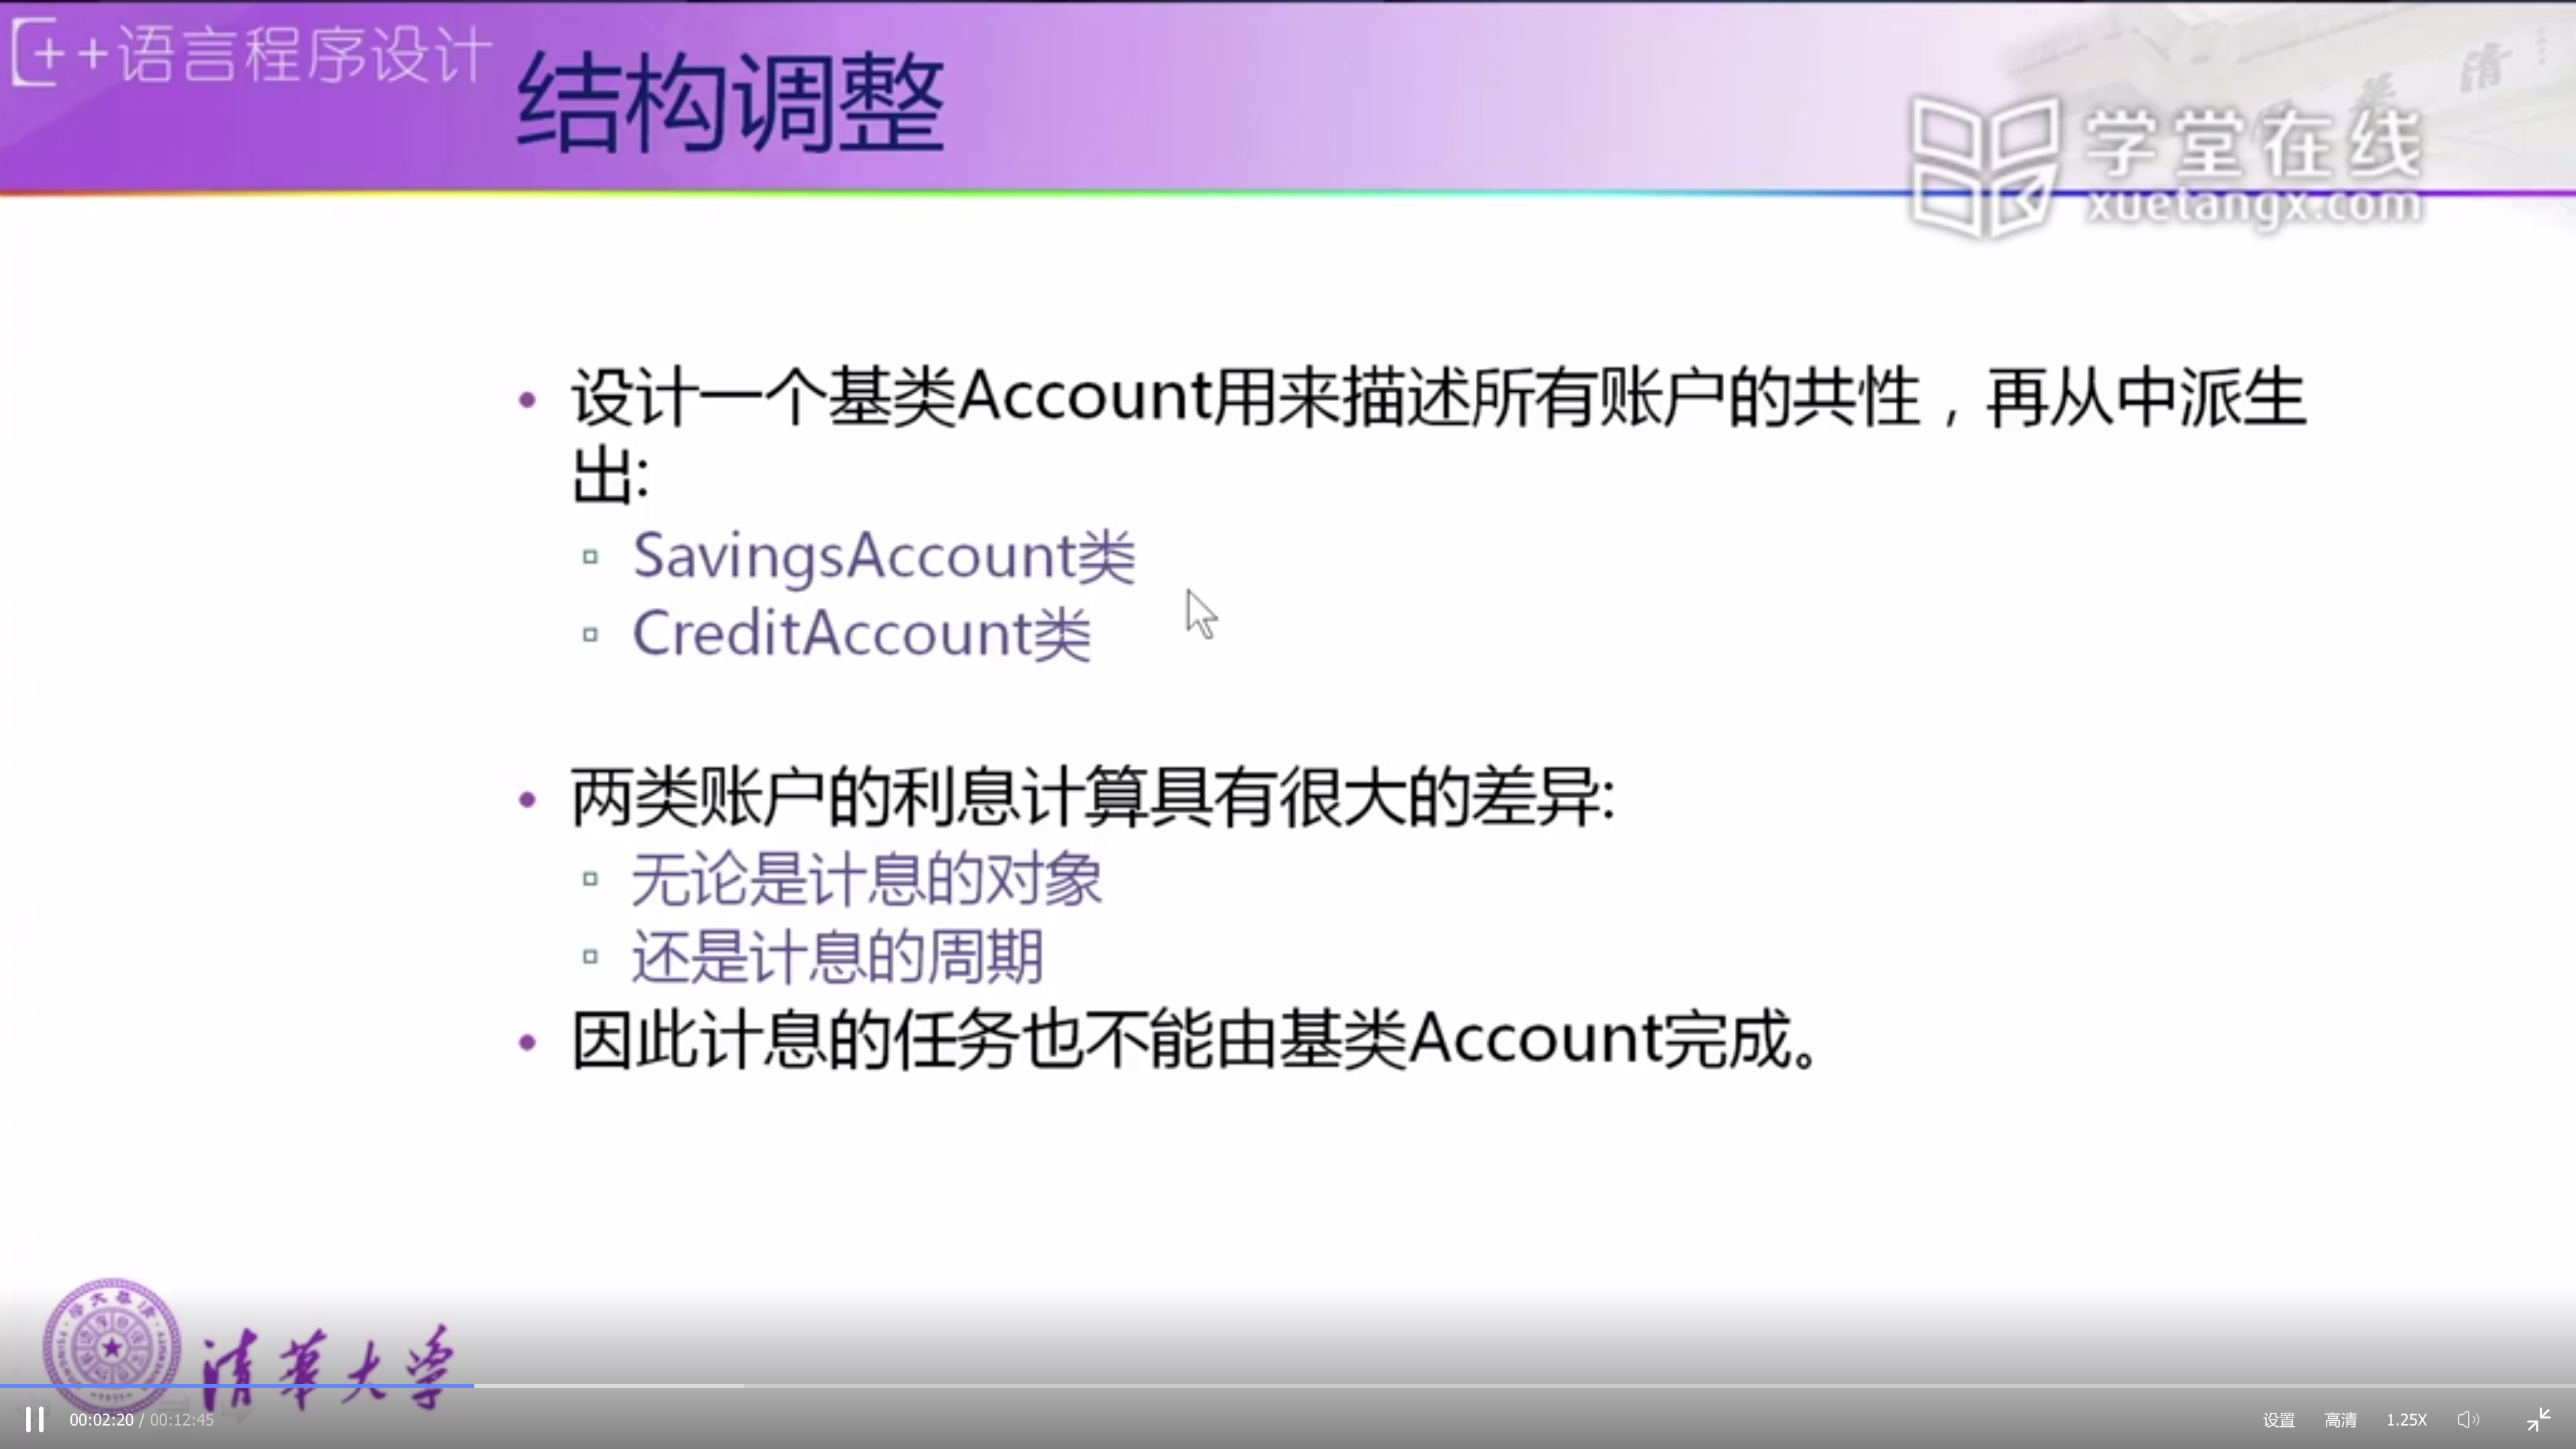 C++语言程序设计
结构调整
学堂在线
xuetangx.com
• 设计一个基类Account用来描述所有账户的共性，再从中派生
出:
▫ SavingsAccount类
▫ CreditAccount类
• 两类账户的利息计算具有很大的差异:
▫ 无论是计息的对象
▫ 还是计息的周期
• 因此计息的任务也不能由基类Account完成。
清華大学
00:02:20 / 00:12:45
设置 高清 1.25X